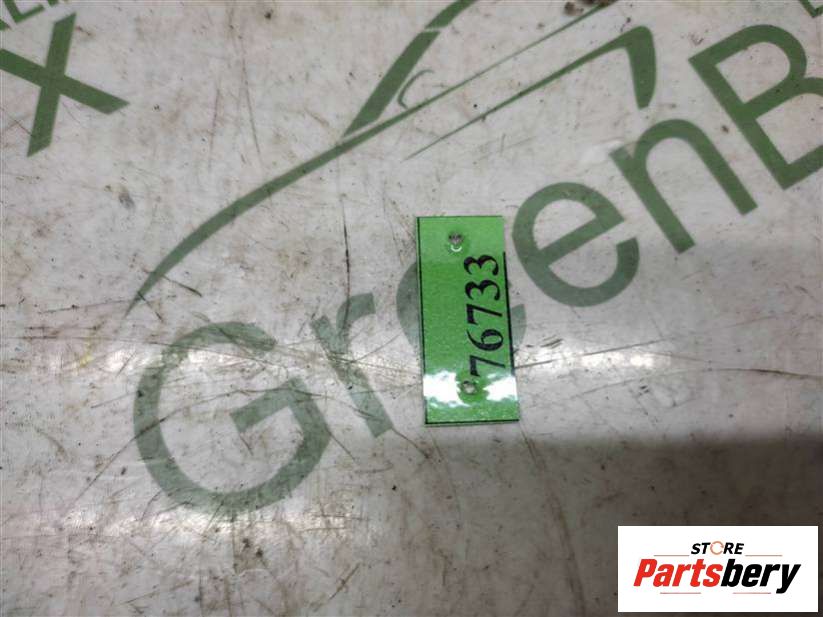 X
GreenB
76733
STORE
Partsbery